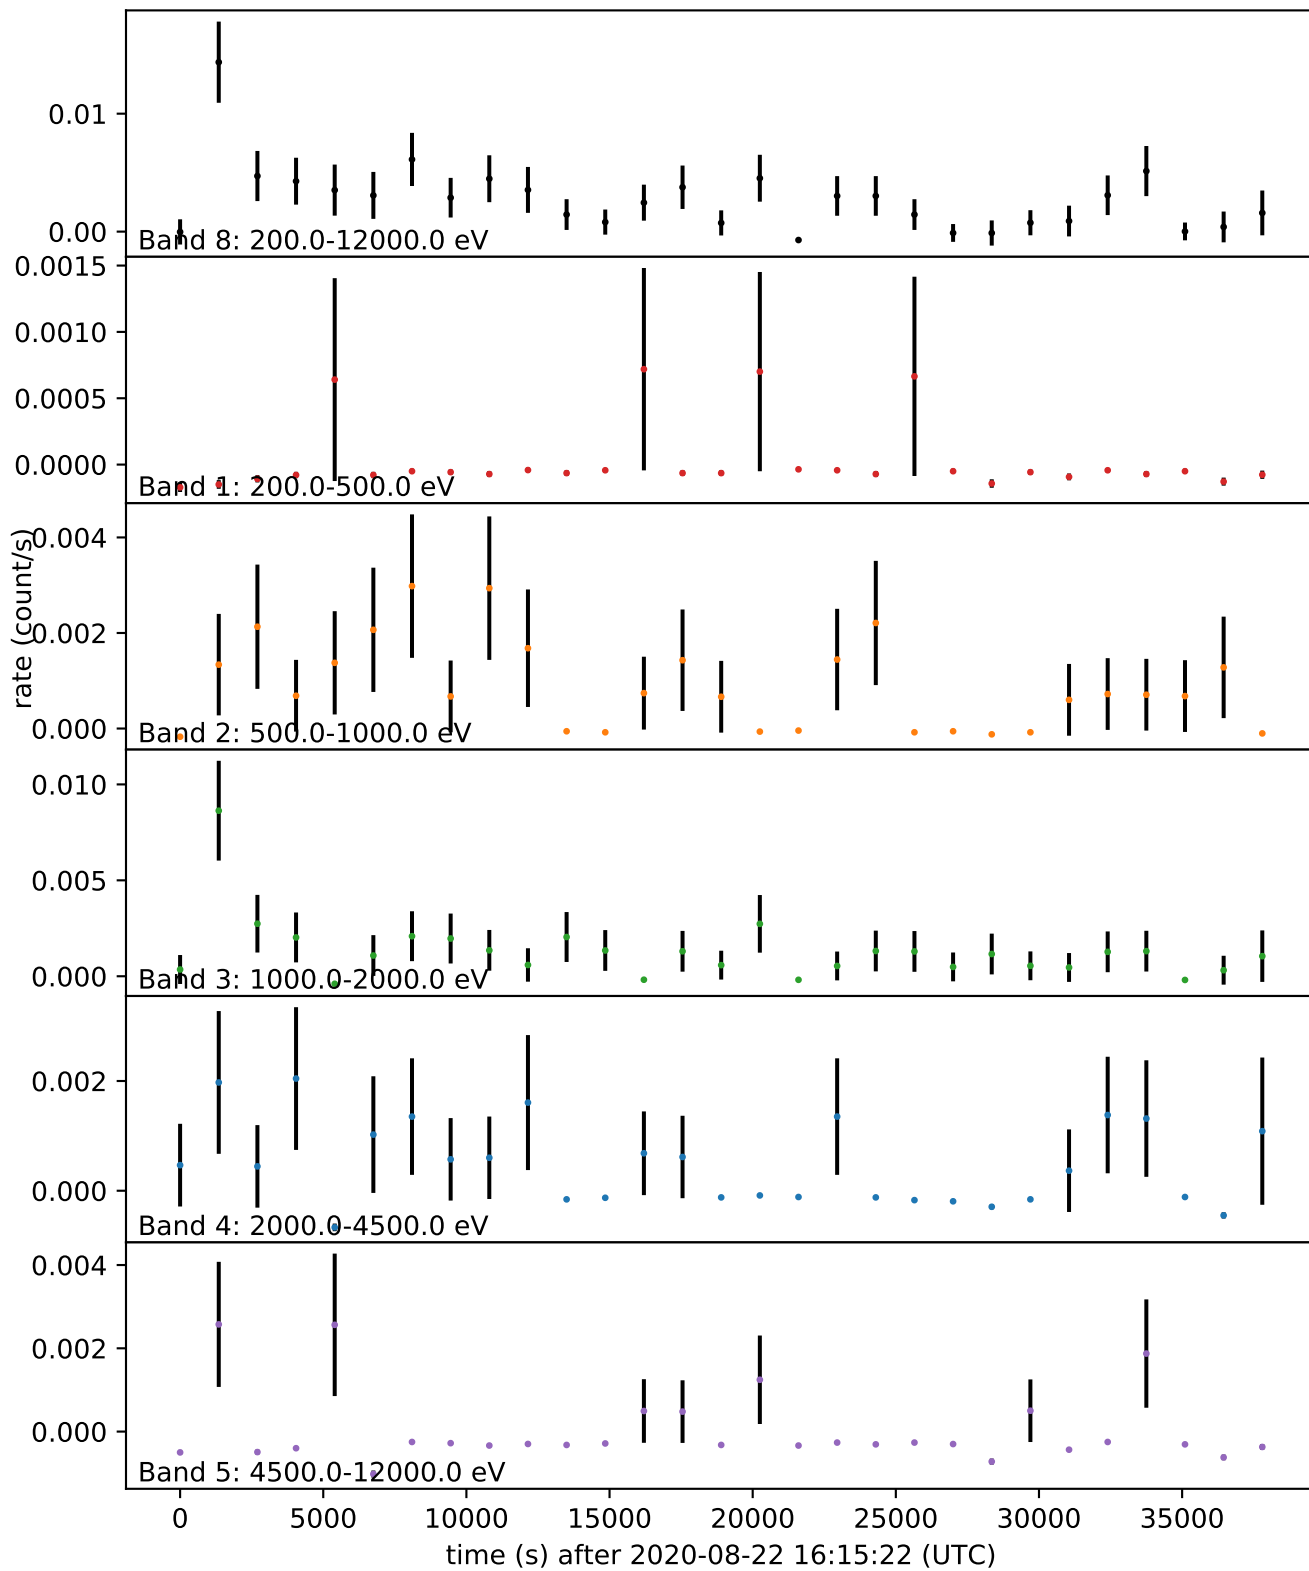 0.01
0.00
Band 8: 200.0-12000.0 eV
0.0015
0.0010
0.0005
0.0000
Band 1: 200.0-500.0 eV
rate (count/s)
0.004
0.002
0.000
Band 2: 500.0-1000.0 eV
0.010
0.005
0.000
Band 3: 1000.0-2000.0 eV
0.002
0.000
Band 4: 2000.0-4500.0 eV
0.004
0.002
0.000
Band 5: 4500.0-12000.0 eV
0 5000 10000 15000 20000 25000 30000 35000
time (s) after 2020-08-22 16:15:22 (UTC)